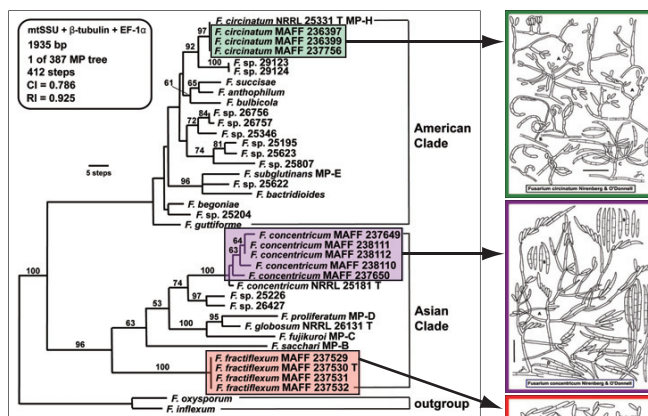 mtSSU + β-tubulin + EF-1α
1935 bp
1 of 387 MP tree
412 steps
CI = 0.786
RI = 0.925
5 steps
F. circinatum NRRL 25331 T MP-H
F. circinatum MAFF 236397
F. circinatum MAFF 236399
F. circinatum MAFF 237756
F. sp. 29123
F. sp. 29124
F. succisae
F. anthophilum
F. bulbicola
F. sp. 26756
F. sp. 26757
F. sp. 25346
F. sp. 25195
F. sp. 25623
F. sp. 25807
F. subglutinans MP-E
F. sp. 25622
F. bactridioides
F. begoniae
F. sp. 25204
F. guttiforme
F. concentricum MAFF 237649
F. concentricum MAFF 238111
F. concentricum MAFF 238112
F. concentricum MAFF 238110
F. concentricum MAFF 237650
F. concentricum NRRL 25181 T
F. sp. 25226
F. sp. 26427
F. proliferatum MP-D
F. globosum NRRL 26131 T
F. fujikuroi MP-C
F. sacchari MP-B
F. fractiflexum MAFF 237529
F. fractiflexum MAFF 237530 T
F. fractiflexum MAFF 237531
F. fractiflexum MAFF 237532
F. oxysporum
F. inflexum
97
92
100
61
65
84
72
81
74
96
100
64
63
100
74
97
53
95
100
63
96
100
American
Clade
Asian
Clade
outgroup
A
A
B
C
Fusarium circinatum Nirenberg & O'Donnell
A
C
Fusarium concentricum Nirenberg & O'Donnell